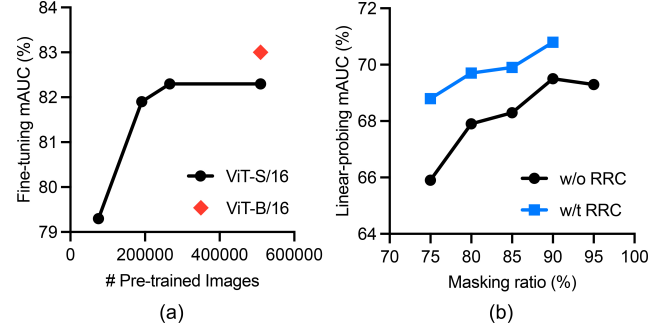 84
83
82
81
80
79
Fine-tuning mAUC (%)
ViT-S/16
ViT-B/16
0 200000 400000 600000
# Pre-trained Images
(a)
72
70
68
66
64
Linear-probing mAUC (%)
w/o RRC
w/t RRC
70 75 80 85 90 95 100
Masking ratio (%)
(b)